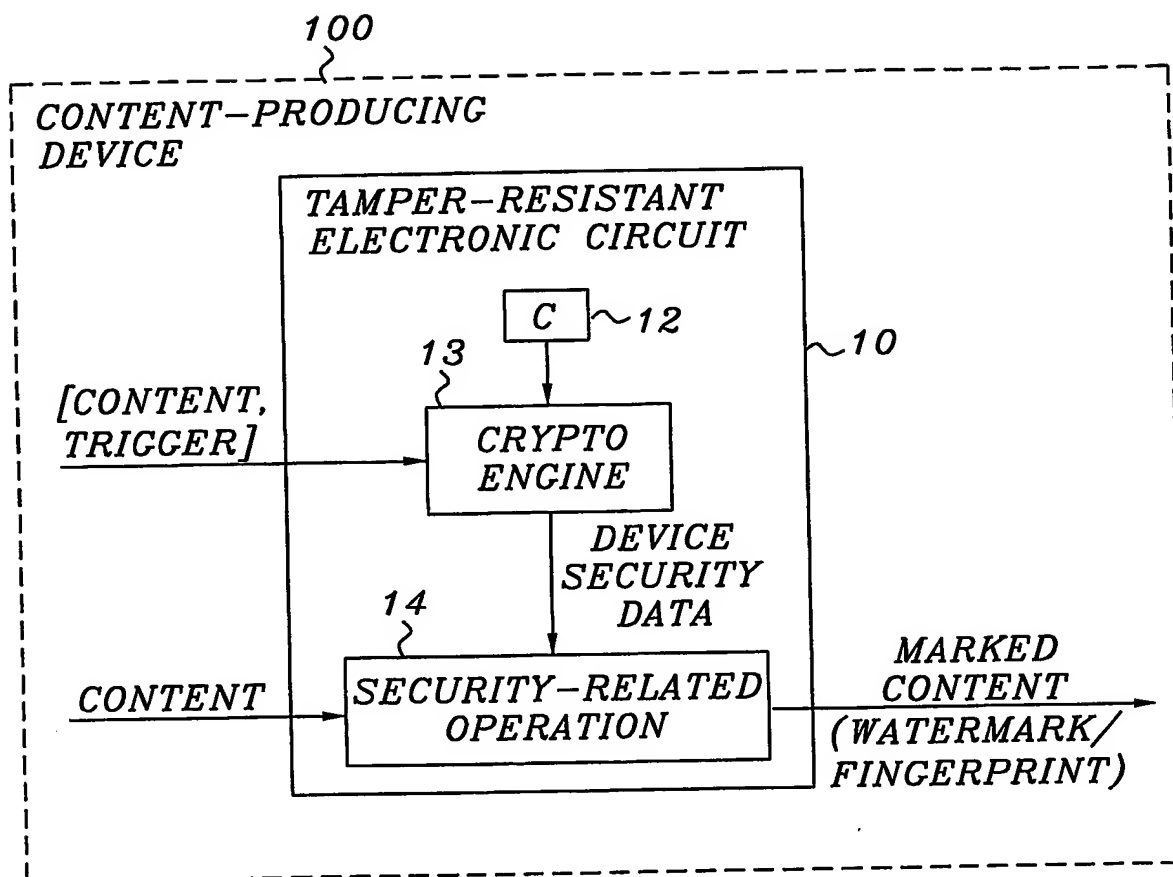 100
CONTENT-PRODUCING
DEVICE
TAMPER-RESISTANT
ELECTRONIC CIRCUIT
C
12
10
13
[CONTENT,
TRIGGER]
CRYPTO
ENGINE
DEVICE
SECURITY
DATA
14
CONTENT
SECURITY-RELATED
OPERATION
MARKED
CONTENT
(WATERMARK/
FINGERPRINT)